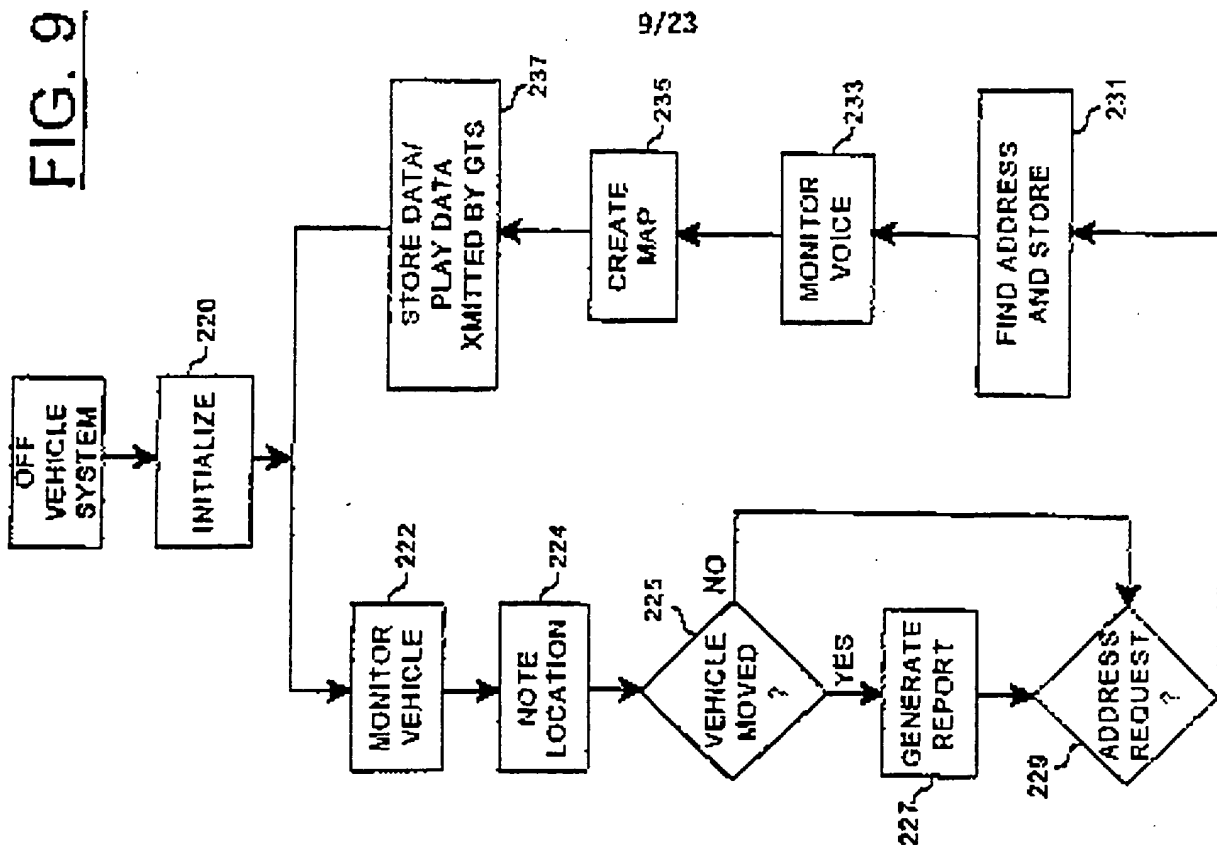 FIG. 9
9/23
OFF
VEHICLE
SYSTEM
220
INITIALIZE
222
MONITOR
VEHICLE
224
NOTE
LOCATION
225
VEHICLE
MOVED
?
NO
YES
GENERATE
REPORT
227
ADDRESS
REQUEST
?
229
231
FIND ADDRESS
AND STORE
233
MONITOR
VOICE
235
CREATE
MAP
237
STORE DATA/
PLAY DATA
XMITTED BY GTS